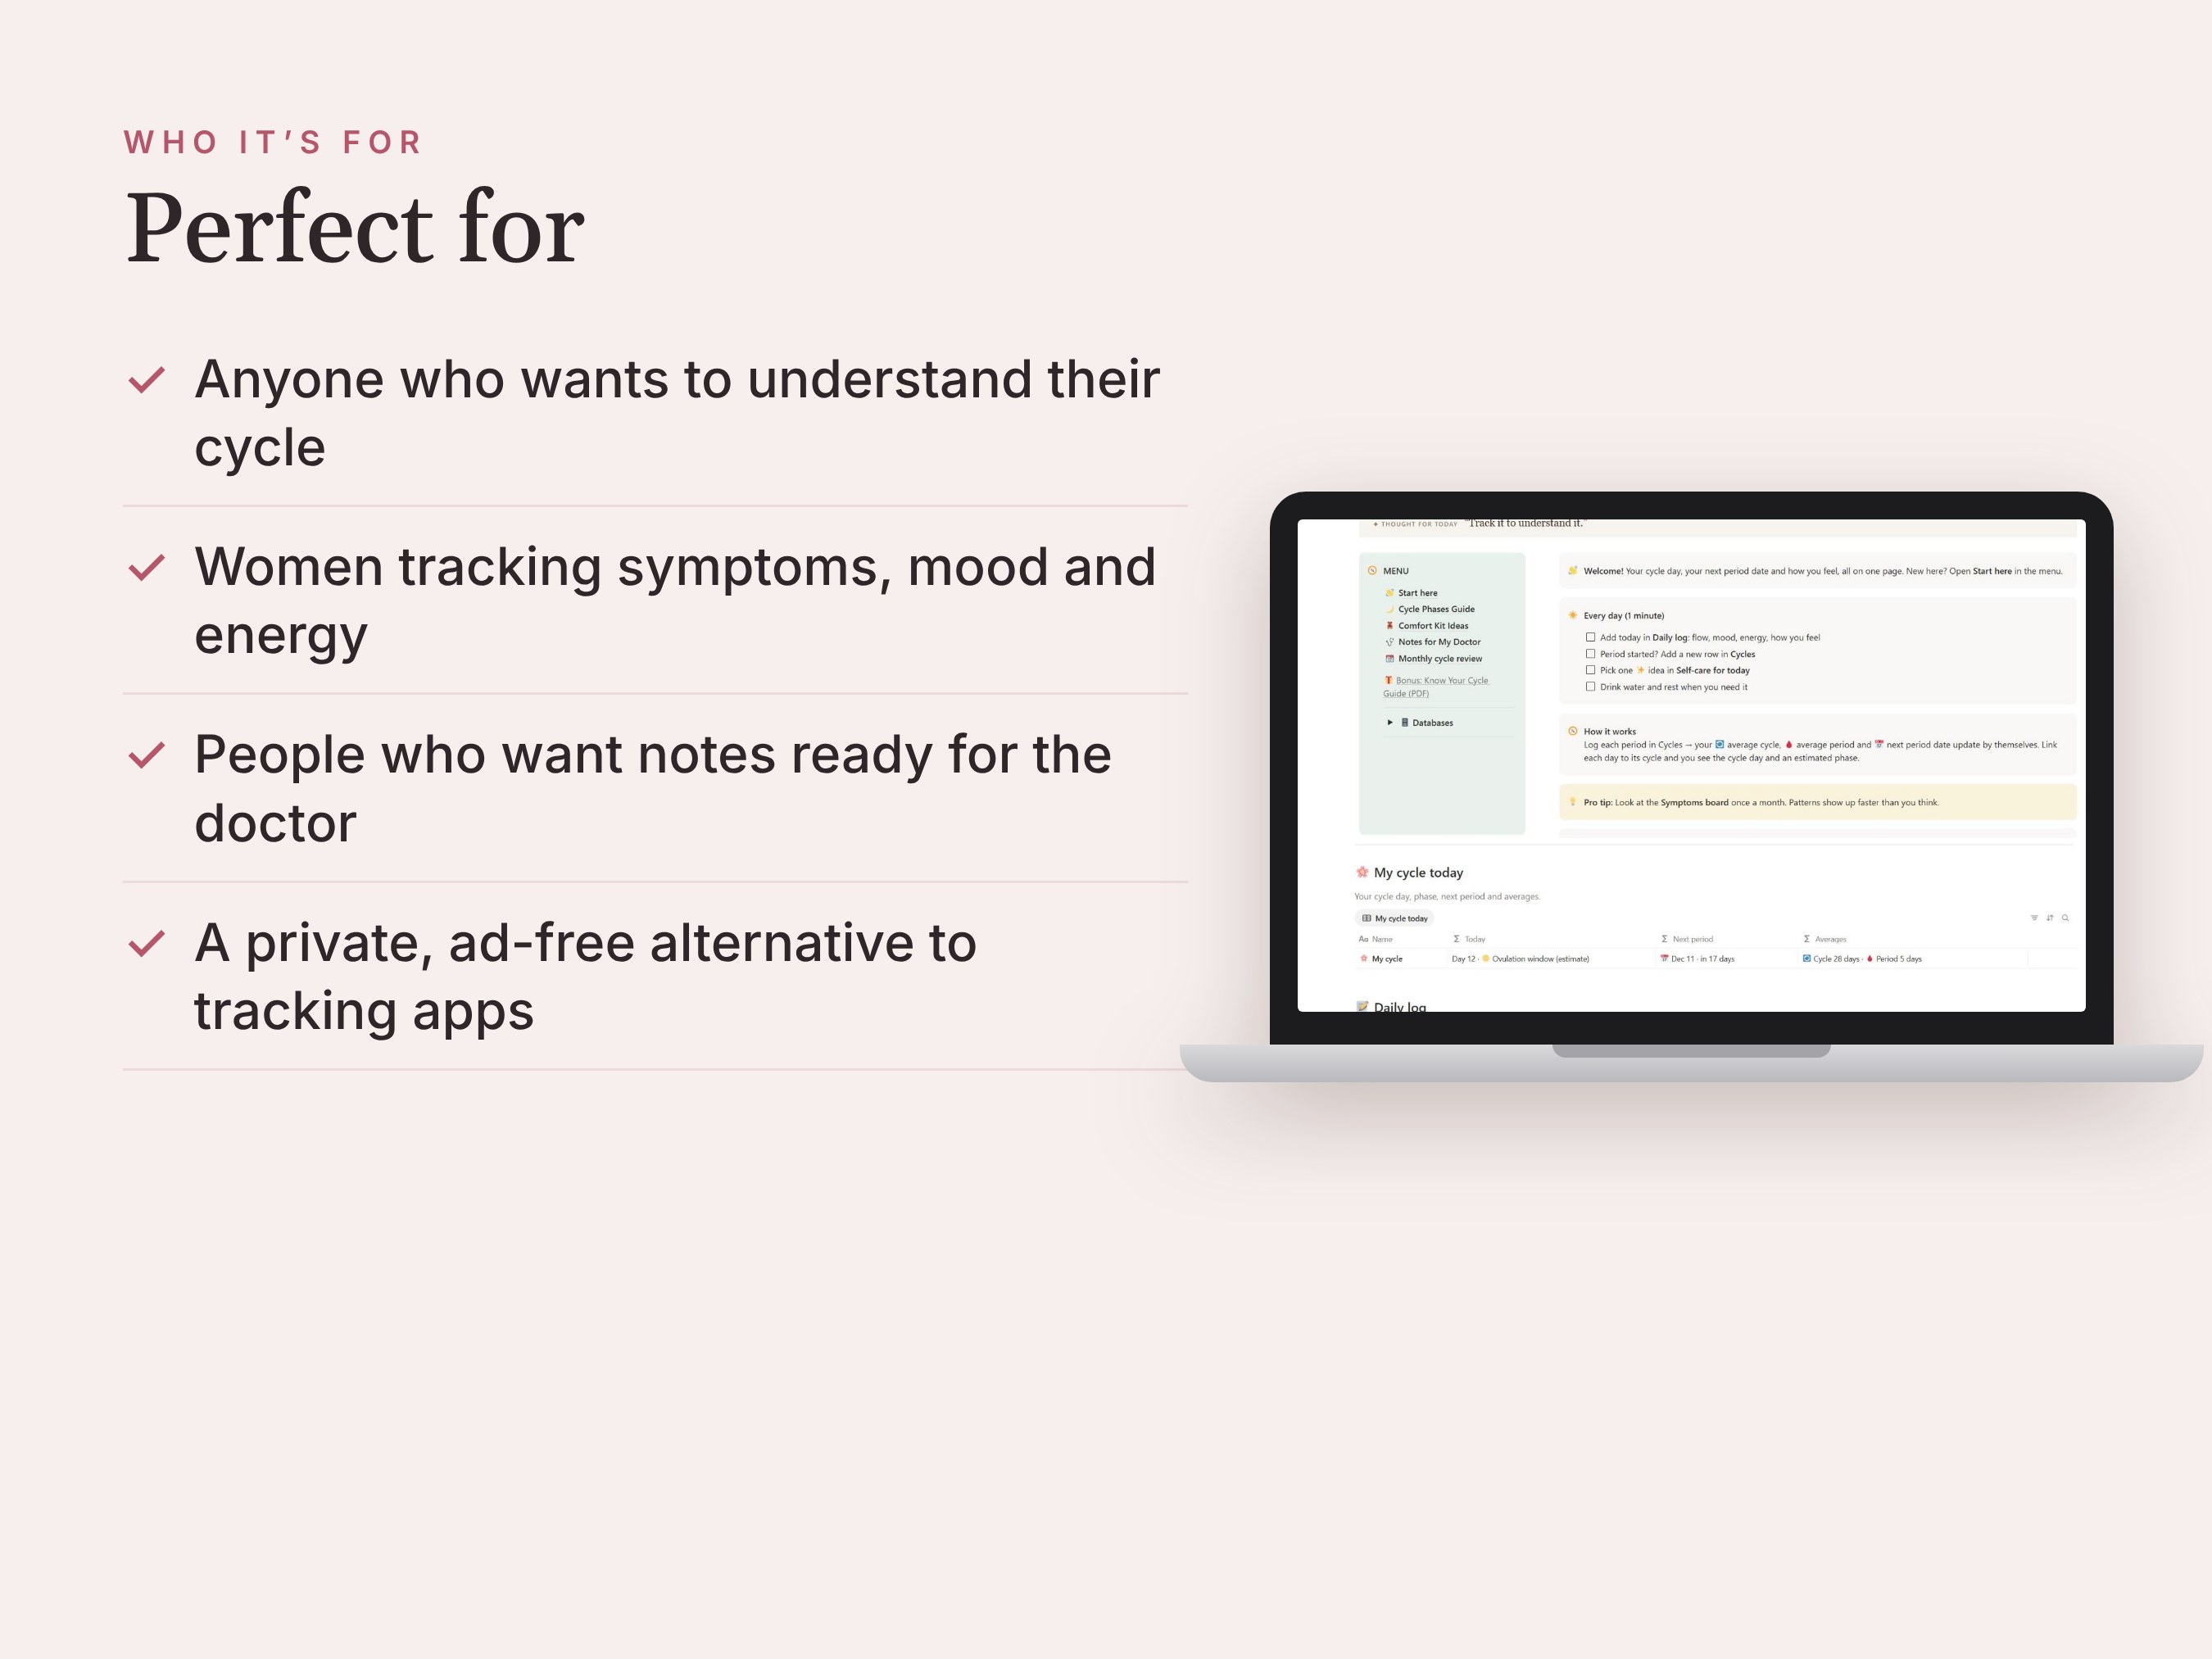 WHO IT’S FOR
Perfect for
Anyone who wants to understand their
cycle
Women tracking symptoms, mood and
energy
People who want notes ready for the
doctor
A private, ad-free alternative to
tracking apps
THOUGHT FOR TODAY "Track it to understand it."
MENU
Start here
Cycle Phases Guide
Comfort Kit Ideas
Notes for My Doctor
Monthly cycle review
Bonus: Know Your Cycle
Guide (PDF)
Databases
Welcome! Your cycle day, your next period date and how you feel, all on one page. New here? Open Start here in the menu.
Every day (1 minute)
Add today in Daily log: flow, mood, energy, how you feel
Period started? Add a new row in Cycles
Pick one ✨ idea in Self-care for today
Drink water and rest when you need it
How it works
Log each period in Cycles → your average cycle, average period and next period date update by themselves. Link
each day to its cycle and you see the cycle day and an estimated phase.
Pro tip: Look at the Symptoms board once a month. Patterns show up faster than you think.
My cycle today
Your cycle day, phase, next period and averages.
My cycle today
Aa Name Σ Today Σ Next period Σ Averages
My cycle Day 12 · Ovulation window (estimate) Dec 11 · in 17 days Cycle 28 days · Period 5 days
Daily log